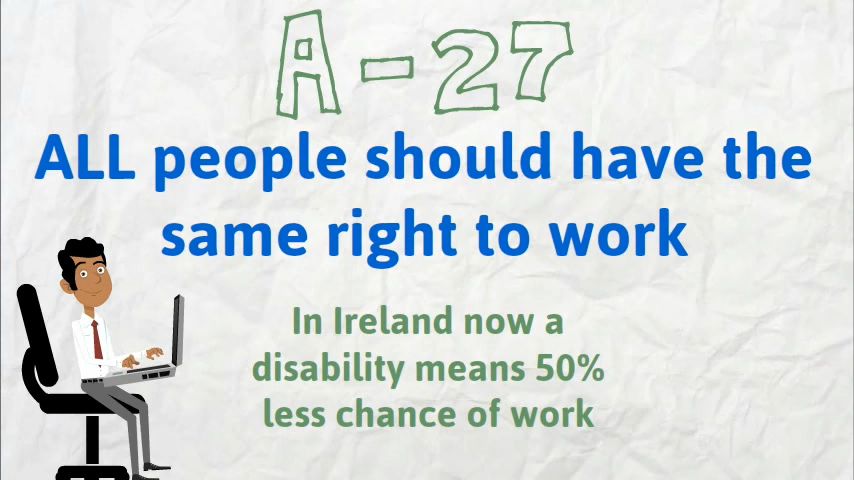 A-27
ALL people should have the
same right to work
In Ireland now a
disability means 50%
less chance of work